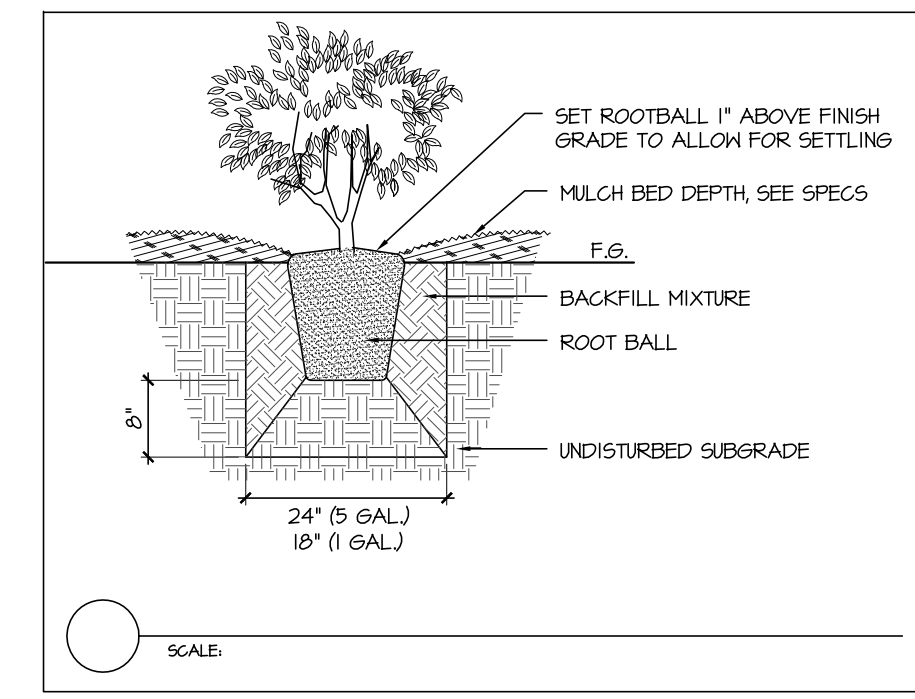 SET ROOTBALL 1" ABOVE FINISH
GRADE TO ALLOW FOR SETTLING
MULCH BED DEPTH, SEE SPECS
F.G.
BACKFILL MIXTURE
ROOT BALL
8"
UNDISTURBED SUBGRADE
24" (5 GAL.)
18" (1 GAL.)
SCALE: